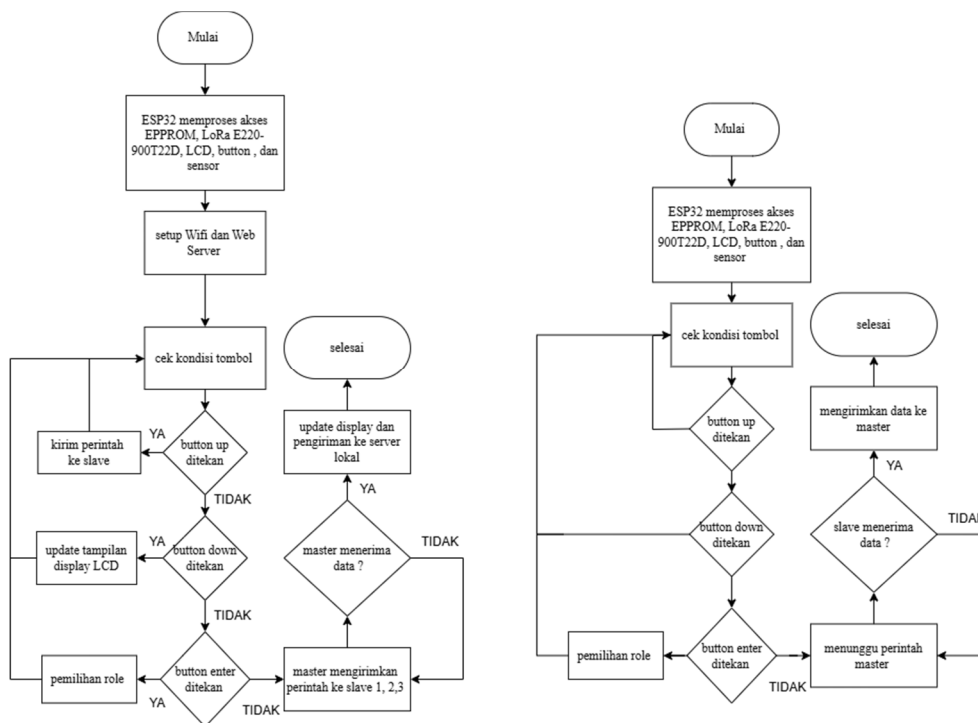 Mulai
ESP32 memproses akses
EPPROM, LoRa E220-
900T22D, LCD, button , dan
sensor
setup Wifi dan Web
Server
cek kondisi tombol
button up
ditekan
YA
kirim perintah
ke slave
TIDAK
button down
ditekan
YA
update tampilan
display LCD
TIDAK
button enter
ditekan
YA
pemilihan role
TIDAK
master mengirimkan
perintah ke slave 1, 2,3
master menerima
data ?
TIDAK
YA
update display dan
pengiriman ke server
lokal
selesai
Mulai
ESP32 memproses akses
EPPROM, LoRa E220-
900T22D, LCD, button , dan
sensor
cek kondisi tombol
button up
ditekan
button down
ditekan
button enter
ditekan
pemilihan role
TIDAK
menunggu perintah
master
slave menerima
data ?
TIDAK
YA
mengirimkan data ke
master
selesai